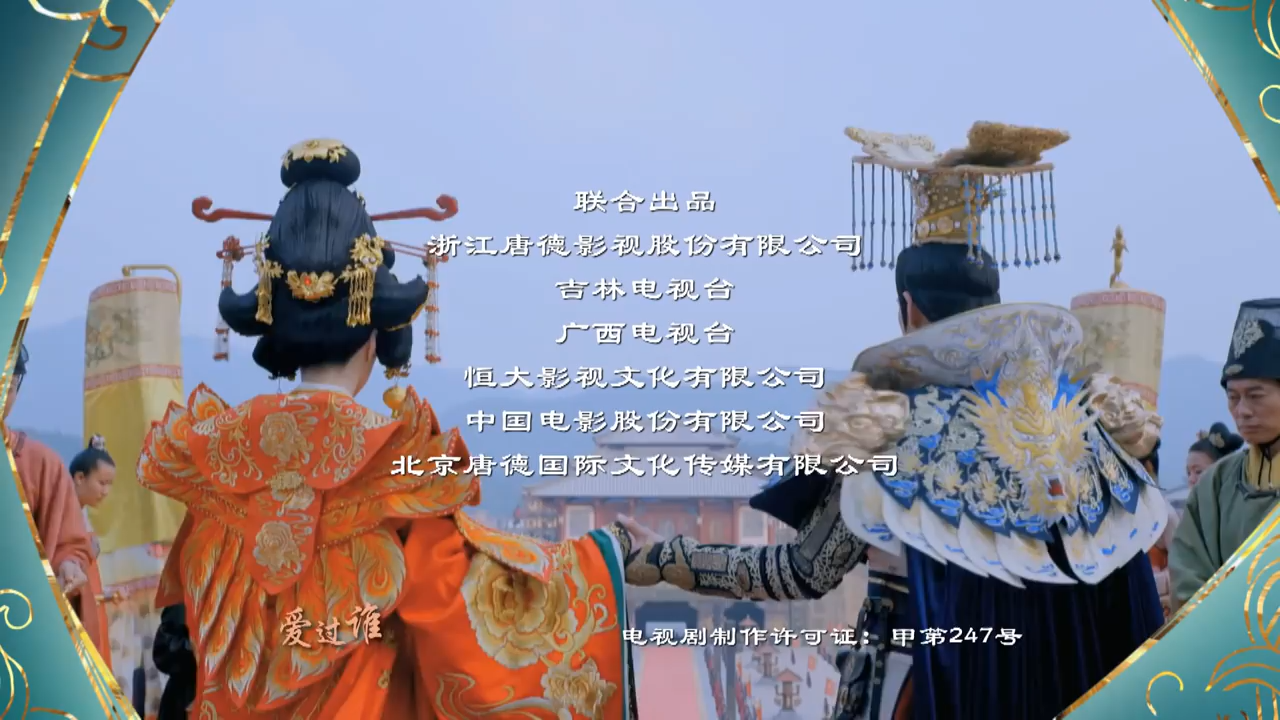 联合出品
浙江唐德影视股份有限公司
吉林电视台
广西电视台
恒大影视文化有限公司
中国电影股份有限公司
北京唐德国际文化传媒有限公司
爱过谁
电视剧制作许可证：甲第247号